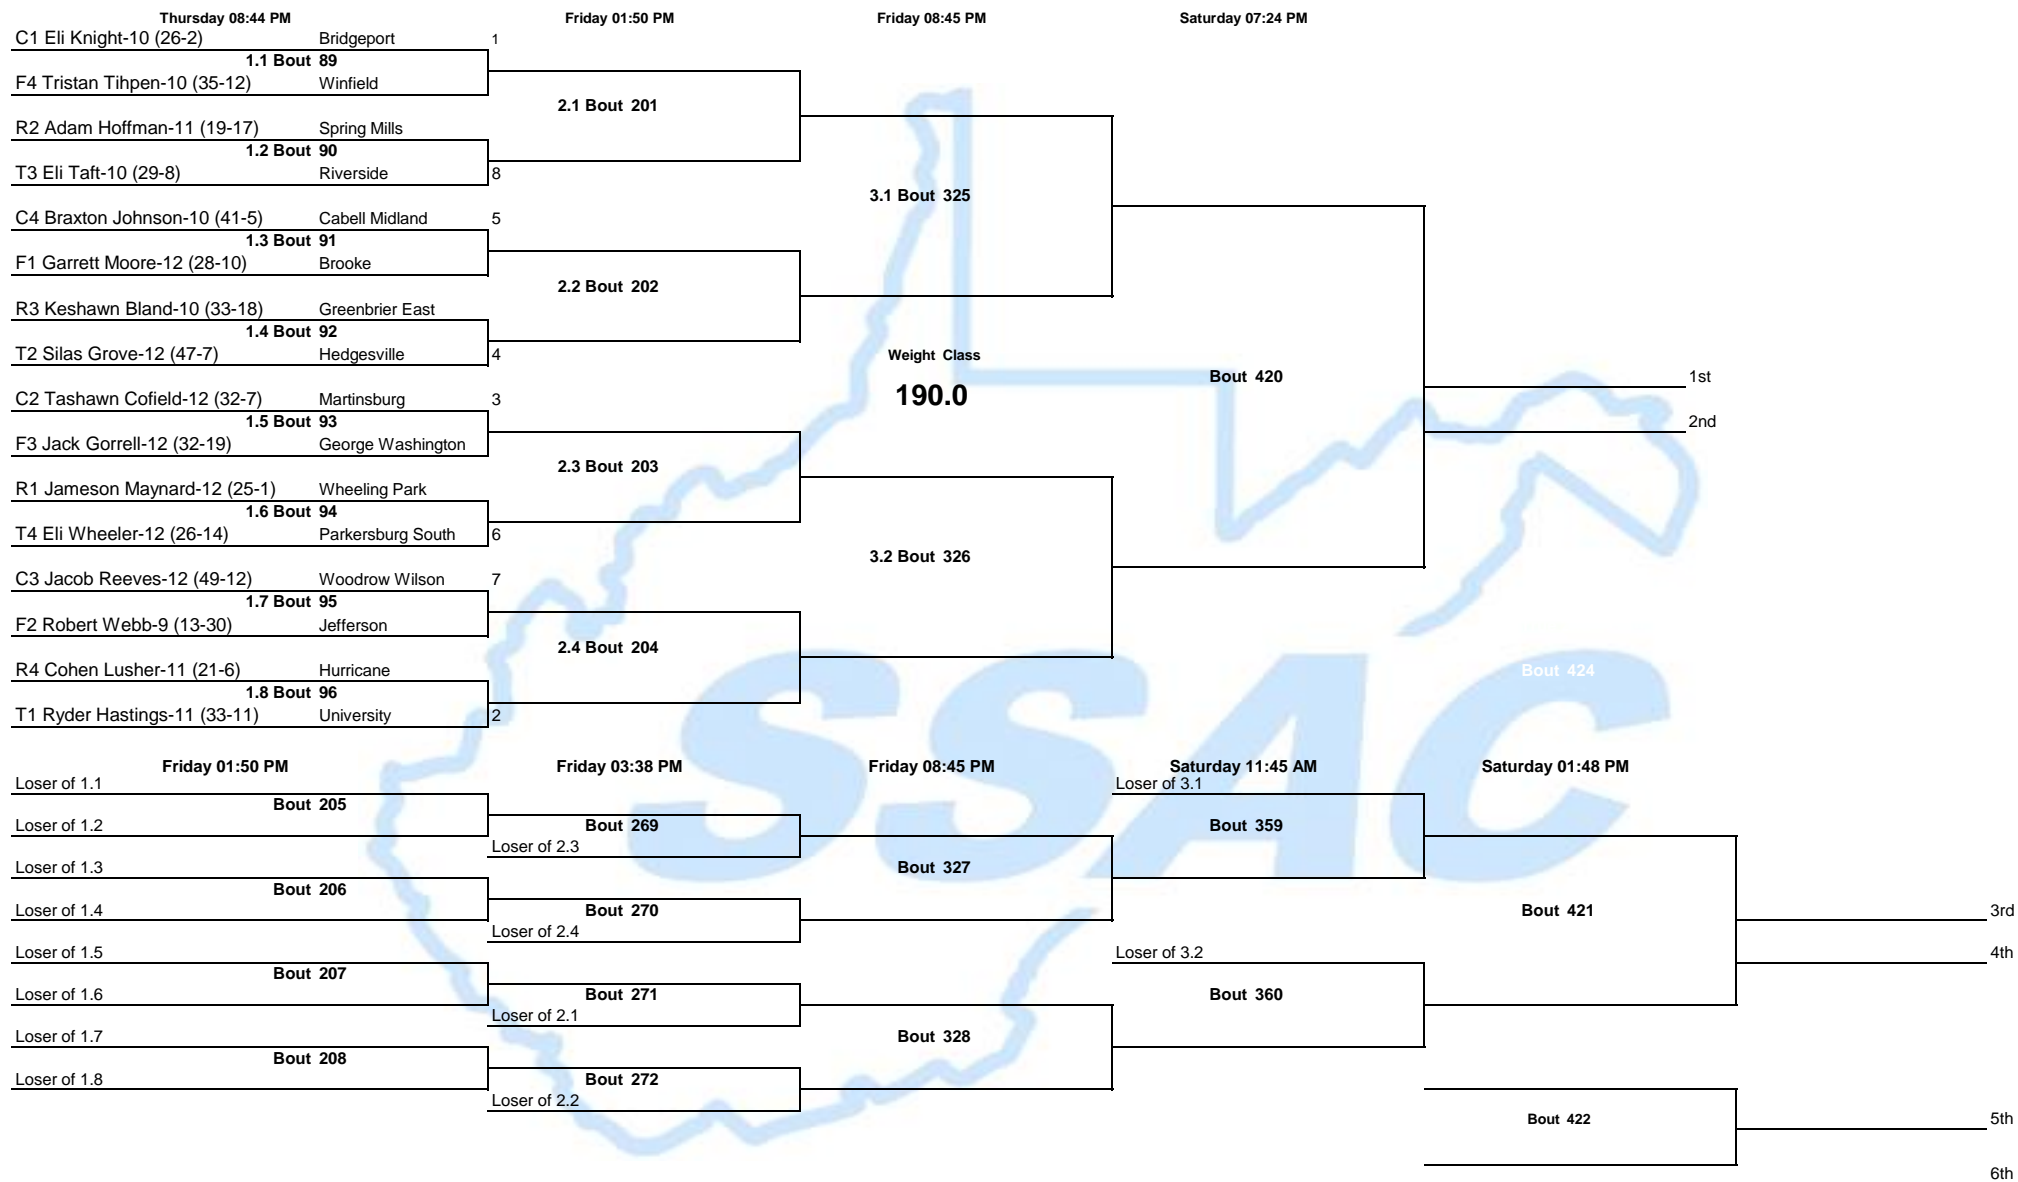 Thursday 08:44 PM Friday 01:50 PM Friday 08:45 PM Saturday 07:24 PM
C1 Eli Knight-10 (26-2) Bridgeport 1
1.1 Bout 89
F4 Tristan Tihpen-10 (35-12) Winfield
2.1 Bout 201
R2 Adam Hoffman-11 (19-17) Spring Mills
1.2 Bout 90
T3 Eli Taft-10 (29-8) Riverside 8
3.1 Bout 325
C4 Braxton Johnson-10 (41-5) Cabell Midland 5
1.3 Bout 91
F1 Garrett Moore-12 (28-10) Brooke
2.2 Bout 202
R3 Keshawn Bland-10 (33-18) Greenbrier East
1.4 Bout 92
T2 Silas Grove-12 (47-7) Hedgesville 4
Weight Class
Bout 420 1st
190.0
C2 Tashawn Cofield-12 (32-7) Martinsburg 3
1.5 Bout 93 2nd
F3 Jack Gorrell-12 (32-19) George Washington
2.3 Bout 203
R1 Jameson Maynard-12 (25-1) Wheeling Park
1.6 Bout 94
T4 Eli Wheeler-12 (26-14) Parkersburg South 6
3.2 Bout 326
C3 Jacob Reeves-12 (49-12) Woodrow Wilson 7
1.7 Bout 95
F2 Robert Webb-9 (13-30) Jefferson
2.4 Bout 204
R4 Cohen Lusher-11 (21-6) Hurricane Bout 424
1.8 Bout 96
T1 Ryder Hastings-11 (33-11) University 2
SSAC
Friday 01:50 PM Friday 03:38 PM Friday 08:45 PM Saturday 11:45 AM Saturday 01:48 PM
Loser of 1.1 Loser of 3.1
Bout 205
Loser of 1.2 Bout 269 Bout 359
Loser of 2.3
Loser of 1.3 Bout 327
Bout 206
Loser of 1.4 Bout 270 Bout 421 3rd
Loser of 2.4
Loser of 1.5 Loser of 3.2 4th
Bout 207
Loser of 1.6 Bout 271 Bout 360
Loser of 2.1
Loser of 1.7 Bout 328
Bout 208
Loser of 1.8 Bout 272
Loser of 2.2
Bout 422 5th
6th